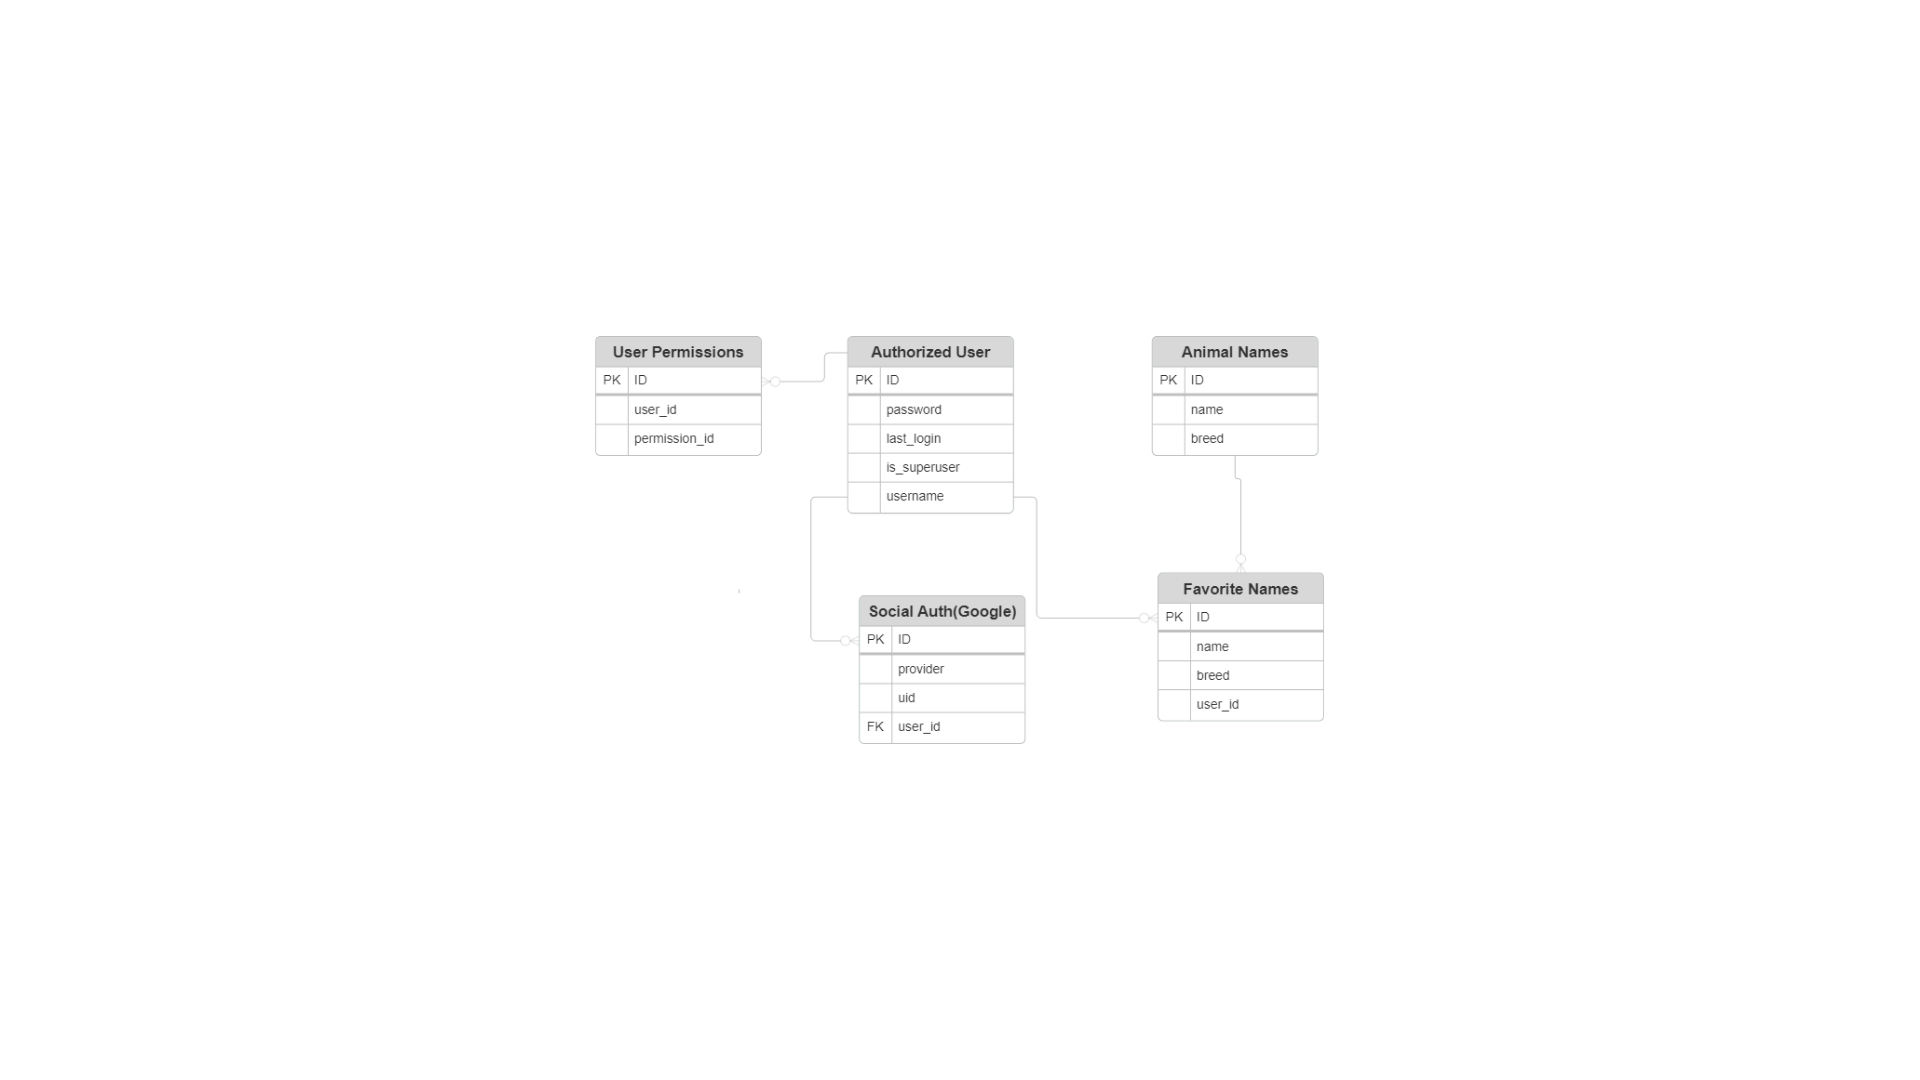 User Permissions
PK ID
user_id
permission_id
Authorized User
PK ID
password
last_login
is_superuser
username
Animal Names
PK ID
name
breed
Social Auth(Google)
PK ID
provider
uid
FK user_id
Favorite Names
PK ID
name
breed
user_id